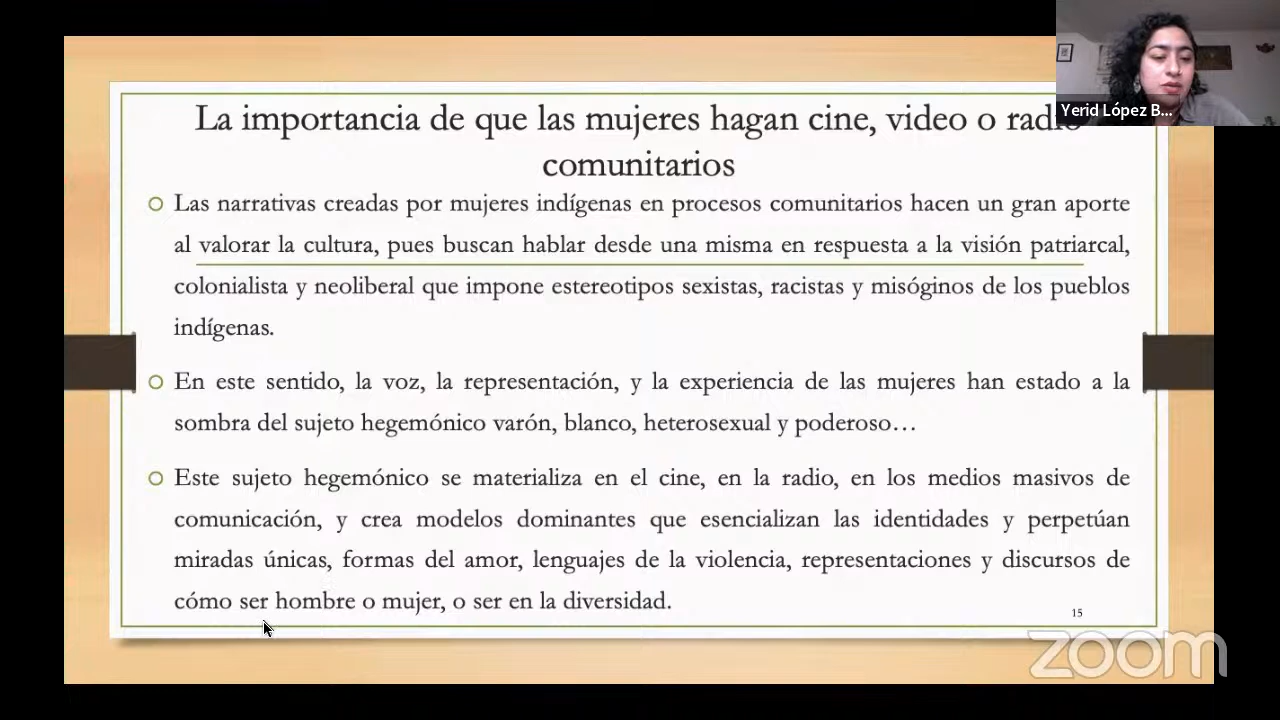 La importancia de que las mujeres hagan cine, video o radio
comunitarios
Las narrativas creadas por mujeres indígenas en procesos comunitarios hacen un gran aporte
al valorar la cultura, pues buscan hablar desde una misma en respuesta a la visión patriarcal,
colonialista y neoliberal que impone estereotipos sexistas, racistas y misóginos de los pueblos
indígenas.
En este sentido, la voz, la representación, y la experiencia de las mujeres han estado a la
sombra del sujeto hegemónico varón, blanco, heterosexual y poderoso…
Este sujeto hegemónico se materializa en el cine, en la radio, en los medios masivos de
comunicación, y crea modelos dominantes que esencializan las identidades y perpetúan
miradas únicas, formas del amor, lenguajes de la violencia, representaciones y discursos de
cómo ser hombre o mujer, o ser en la diversidad.
15
Yerid López B...
zoom